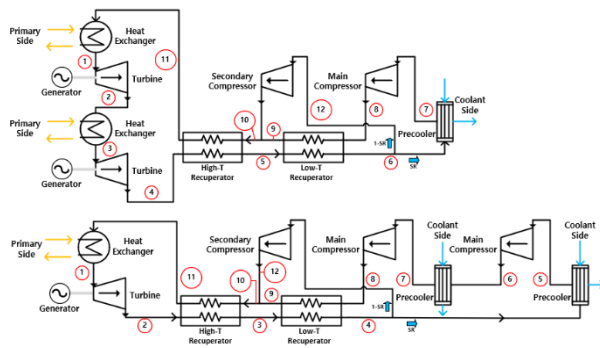 Primary
Side
Heat
Exchanger
1
11
Generator
Turbine
2
Primary
Side
Heat
Exchanger
3
Generator
Turbine
4
Secondary
Compressor
Main
Compressor
12
8
7
Coolant
Side
Precooler
10
9
5
1-SR
6
SR
High-T
Recuperator
Low-T
Recuperator
Primary
Side
Heat
Exchanger
1
11
Generator
Turbine
2
Secondary
Compressor
Main
Compressor
Coolant
Side
Main
Compressor
Coolant
Side
12
10
9
8
7
Precooler
6
5
Precooler
3
1-SR
4
SR
High-T
Recuperator
Low-T
Recuperator